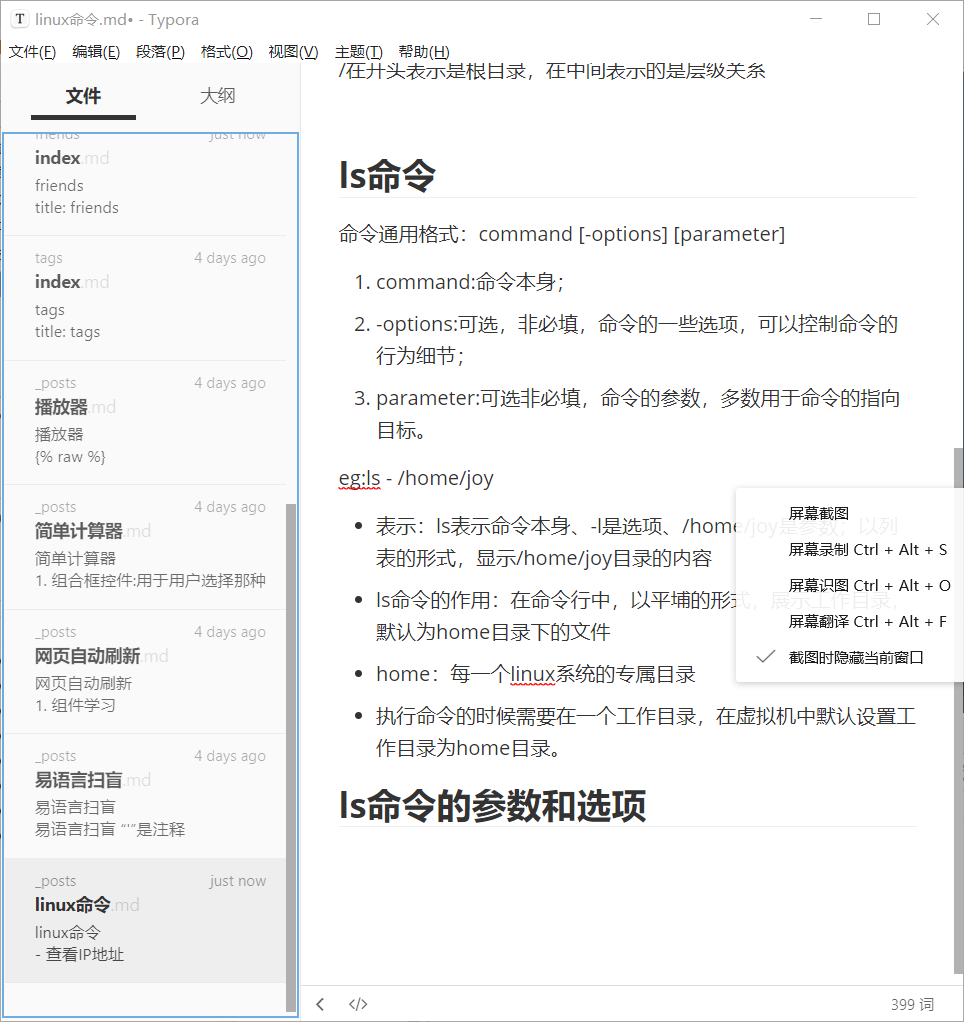 linux命令.md• - Typora
文件(F) 编辑(E) 段落(P) 格式(O) 视图(V) 主题(T) 帮助(H)
文件 大纲
friends just now
index.md
friends
title: friends
tags 4 days ago
index.md
tags
title: tags
_posts 4 days ago
播放器.md
播放器
{% raw %}
_posts 4 days ago
简单计算器.md
简单计算器
1. 组合框控件:用于用户选择那种
_posts 4 days ago
网页自动刷新.md
网页自动刷新
1. 组件学习
_posts 4 days ago
易语言扫盲.md
易语言扫盲
易语言扫盲 “'”是注释
_posts just now
linux命令.md
linux命令
- 查看IP地址
/在开头表示是根目录，在中间表示的是层级关系
ls命令
命令通用格式：command [-options] [parameter]
1. command:命令本身；
2. -options:可选，非必填，命令的一些选项，可以控制命令的
行为细节；
3. parameter:可选非必填，命令的参数，多数用于命令的指向
目标。
eg:ls - /home/joy
• 表示：ls表示命令本身、-l是选项、/home/joy是参数；以列
表的形式，显示/home/joy目录的内容
• ls命令的作用：在命令行中，以平埔的形式，展示工作目录，
默认为home目录下的文件
• home：每一个linux系统的专属目录
• 执行命令的时候需要在一个工作目录，在虚拟机中默认设置工
作目录为home目录。
ls命令的参数和选项
屏幕截图
屏幕录制 Ctrl + Alt + S
屏幕识图 Ctrl + Alt + O
屏幕翻译 Ctrl + Alt + F
截图时隐藏当前窗口
399 词